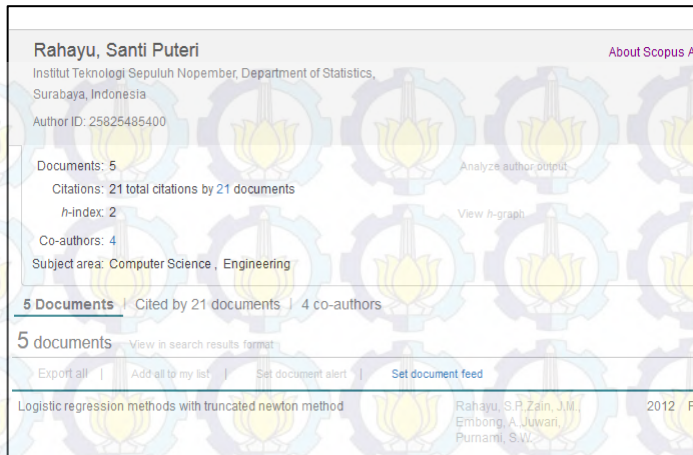 Rahayu, Santi Puteri
About Scopus A
Institut Teknologi Sepuluh Nopember, Department of Statistics,
Surabaya, Indonesia
Author ID: 25825485400
Documents: 5
Analyze author output
Citations: 21 total citations by 21 documents
h-index: 2
View h-graph
Co-authors: 4
Subject area: Computer Science , Engineering
5 Documents | Cited by 21 documents | 4 co-authors
5 documents View in search results format
Export all | Add all to my list | Set document alert | Set document feed
Logistic regression methods with truncated newton method Rahayu, S.P., Zain, J.M., 2012 P
Embong, A., Juwari,
Purnami, S.W.